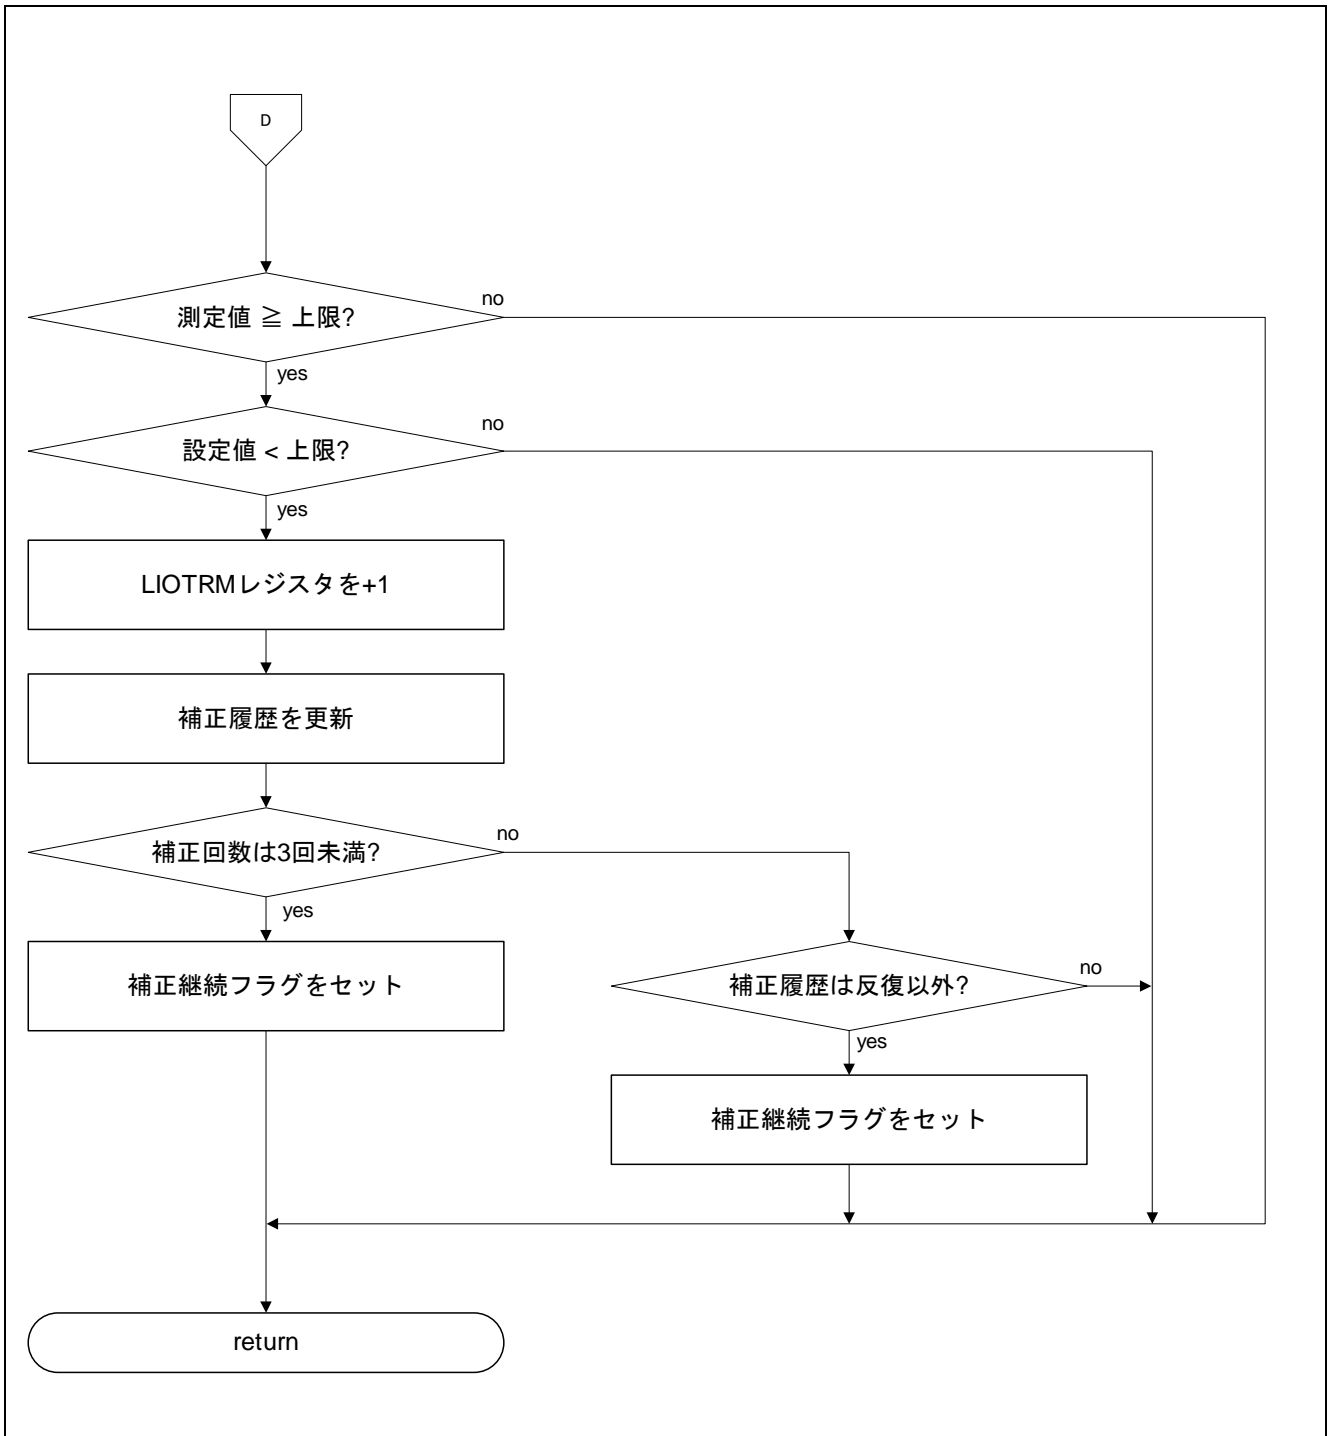 D
測定値 ≧ 上限?
no
yes
設定値 < 上限?
no
yes
LIOTRMレジスタを+1
補正履歴を更新
補正回数は3回未満?
no
yes
補正継続フラグをセット
補正履歴は反復以外?
no
yes
補正継続フラグをセット
return